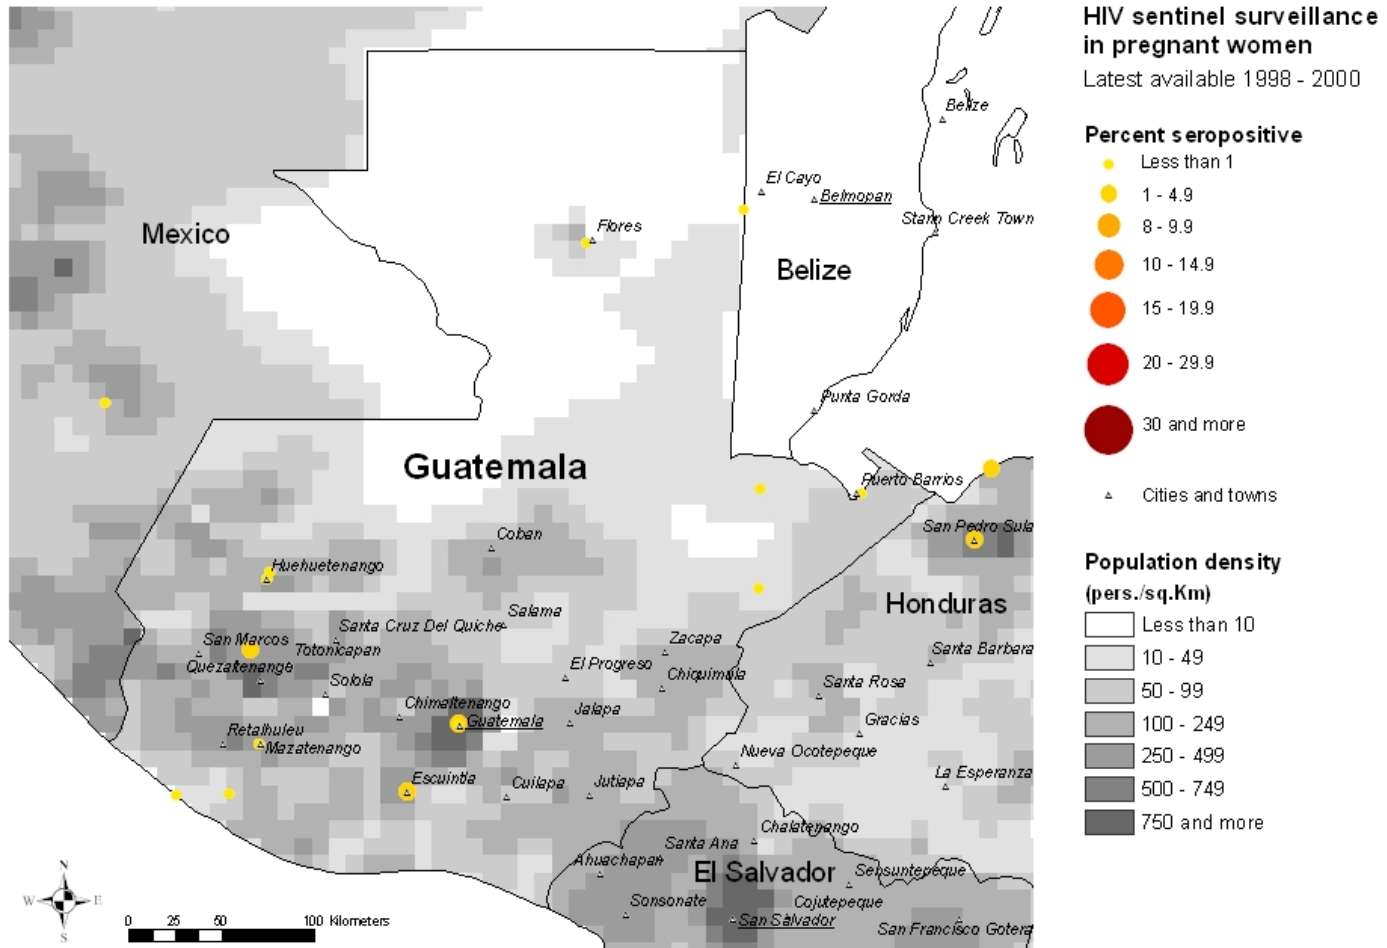 HIV sentinel surveillance
in pregnant women
Latest available 1998 - 2000
Percent seropositive
Less than 1
1 - 4.9
8 - 9.9
10 - 14.9
15 - 19.9
20 - 29.9
30 and more
Cities and towns
Population density
(pers./sq.Km)
Less than 10
10 - 49
50 - 99
100 - 249
250 - 499
500 - 749
750 and more
Belize
El Cayo
Belmopan
Stann Creek Town
Flores
Mexico
Belize
Punta Gorda
Guatemala
Puerto Barrios
San Pedro Sula
Coban
Huehuetenango
Honduras
Salama
Santa Cruz Del Quiche
San Marcos
Totonicapan
Zacapa
Santa Barbara
Quezaltenango
El Progreso
Solola
Chiquimula
Santa Rosa
Chimaltenango
Guatemala
Jalapa
Gracias
Retalhuleu
Mazatenango
Nueva Ocotepeque
La Esperanza
Escuintla
Cuilapa
Jutiapa
Chalatenango
Santa Ana
Ahuachapan
El Salvador
Sensuntepeque
Sonsonate
Cojutepeque
San Salvador
San Francisco Gotera
N
W
E
S
0 25 50 100 Kilometers